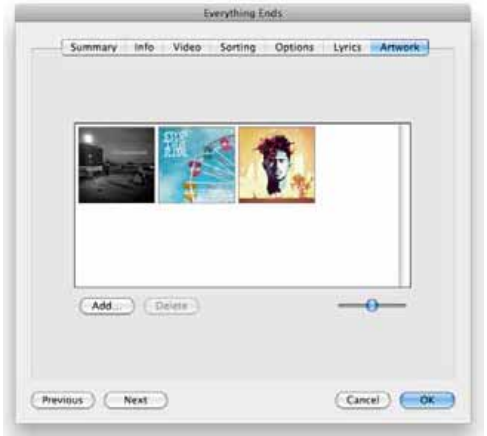 Everything Ends
Summary Info Video Sorting Options Lyrics Artwork
Add... Delete
Previous Next Cancel OK